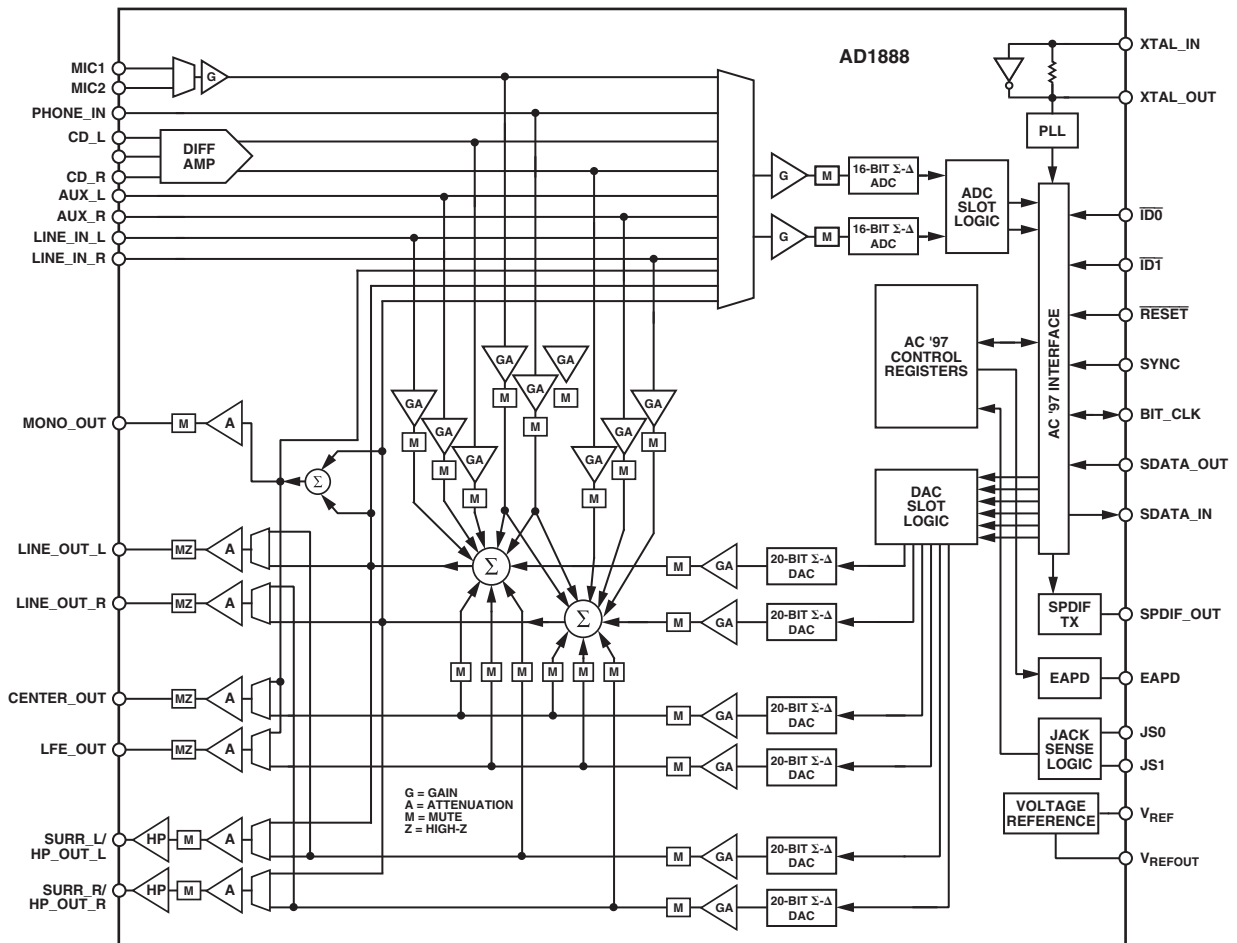 AD1888
MIC1
MIC2
G
PHONE_IN
CD_L
CD_R
DIFF
AMP
AUX_L
AUX_R
LINE_IN_L
LINE_IN_R
G
M
16-BIT Σ-Δ
ADC
G
M
16-BIT Σ-Δ
ADC
ADC
SLOT
LOGIC
XTAL_IN
XTAL_OUT
PLL
ID0
ID1
RESET
SYNC
BIT_CLK
SDATA_OUT
SDATA_IN
AC '97 INTERFACE
AC '97
CONTROL
REGISTERS
DAC
SLOT
LOGIC
SPDIF
TX
SPDIF_OUT
EAPD
EAPD
JACK
SENSE
LOGIC
JS0
JS1
VOLTAGE
REFERENCE
VREF
VREFOUT
GA
GA
GA
M
M
GA
GA
GA
M
M
GA
GA
M
M
GA
GA
M
M
M
MONO_OUT
M
A
Σ
LINE_OUT_L
MZ
A
Σ
M
GA
20-BIT Σ-Δ
DAC
LINE_OUT_R
MZ
A
Σ
M
GA
20-BIT Σ-Δ
DAC
M
M
M
M
M
M
CENTER_OUT
MZ
A
M
GA
20-BIT Σ-Δ
DAC
LFE_OUT
MZ
A
M
GA
20-BIT Σ-Δ
DAC
G = GAIN
A = ATTENUATION
M = MUTE
Z = HIGH-Z
SURR_L/
HP_OUT_L
HP
M
A
M
GA
20-BIT Σ-Δ
DAC
SURR_R/
HP_OUT_R
HP
M
A
M
GA
20-BIT Σ-Δ
DAC